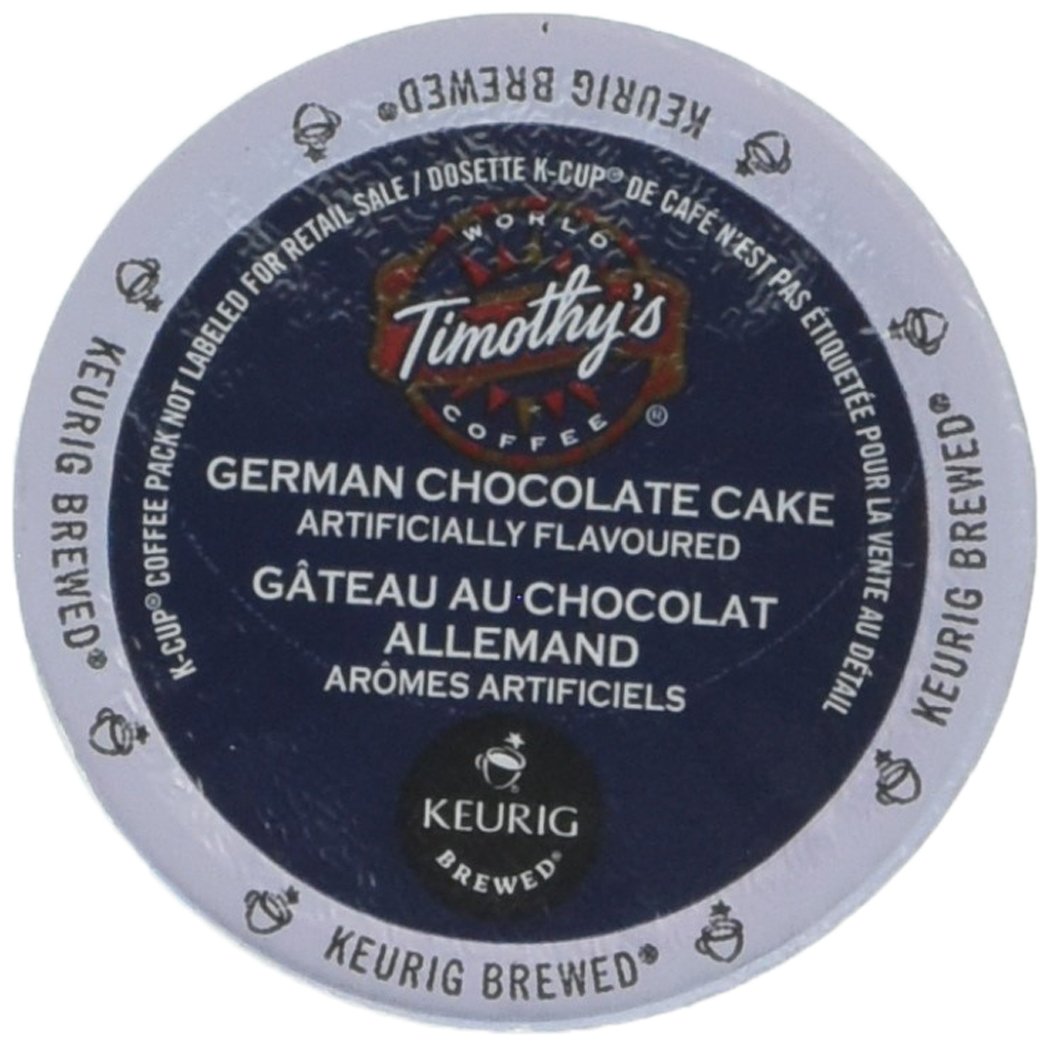 KEURIG BREWED®
K-CUP® COFFEE PACK NOT LABELED FOR RETAIL SALE / DOSETTE K-CUP® DE CAFÉ N'EST PAS ÉTIQUETÉE POUR LA VENTE AU DÉTAIL
WORLD
Timothy's
COFFEE ®
GERMAN CHOCOLATE CAKE
ARTIFICIALLY FLAVOURED
GÂTEAU AU CHOCOLAT
ALLEMAND
ARÔMES ARTIFICIELS
KEURIG
BREWED®
KEURIG BREWED®
KEURIG BREWED®
KEURIG BREWED®